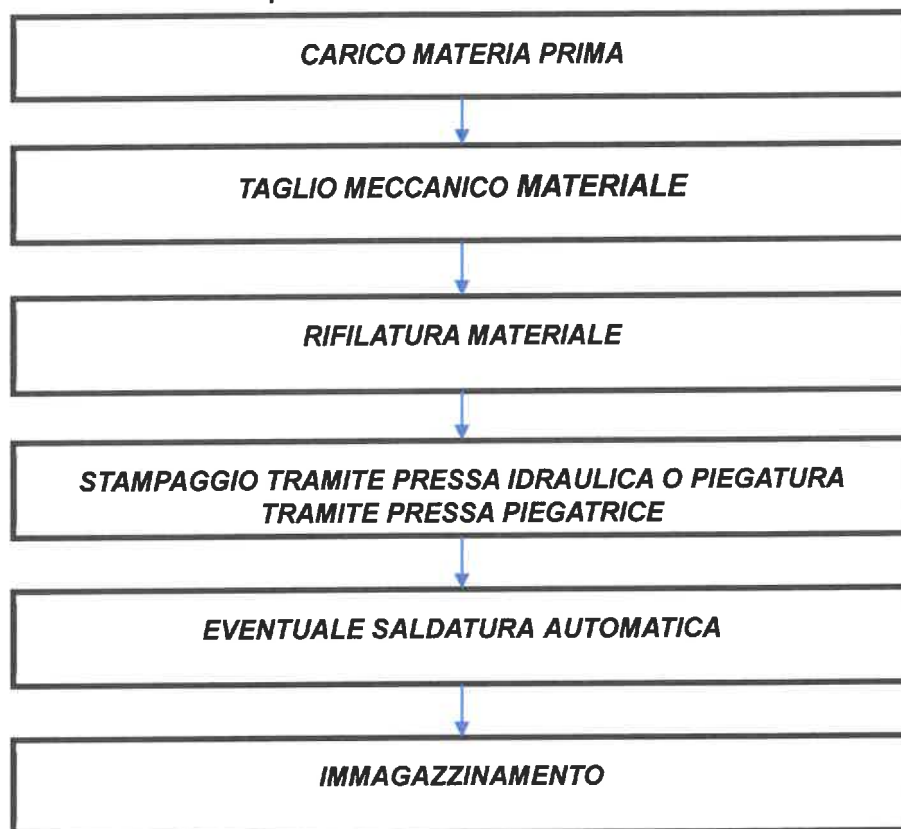 CARICO MATERIA PRIMA
TAGLIO MECCANICO MATERIALE
RIFILATURA MATERIALE
STAMPAGGIO TRAMITE PRESSA IDRAULICA O PIEGATURA
TRAMITE PRESSA PIEGATRICE
EVENTUALE SALDATURA AUTOMATICA
IMMAGAZZINAMENTO